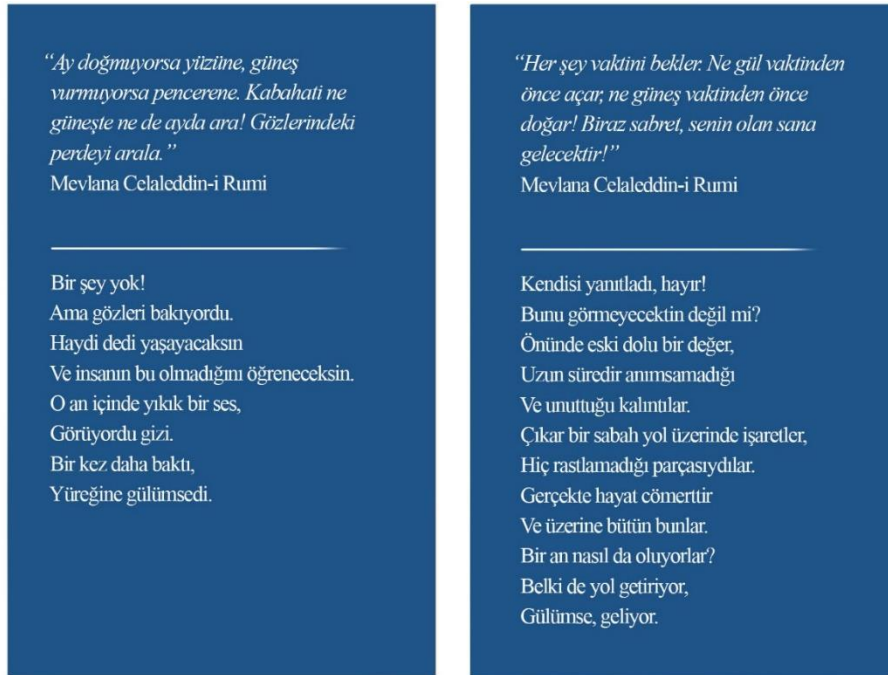 “Ay doğmuyorsa yüzüne, güneş
vurmuyorsa pencerene. Kabahati ne
güneşte ne de ayda ara! Gözlerindeki
perdeyi arala.”
Mevlana Celaleddin-i Rumi
Bir şey yok!
Ama gözleri bakıyordu.
Haydi dedi yaşayacaksın
Ve insanın bu olmadığını öğreneceksin.
O an içinde yıkık bir ses,
Görüyordu gizi.
Bir kez daha baktı,
Yüreğine gülümsedi.
“Her şey vaktini bekler. Ne gül vaktinden
önce açar, ne güneş vaktinden önce
doğar! Biraz sabret, senin olan sana
gelecektir!”
Mevlana Celaleddin-i Rumi
Kendisi yanıtladı, hayır!
Bunu görmeyecektin değil mi?
Önünde eski dolu bir değer,
Uzun süredir anımsamadığı
Ve unuttuğu kalıntılar.
Çıkar bir sabah yol üzerinde işaretler,
Hiç rastlamadığı parçasıydılar.
Gerçekte hayat cömerttir
Ve üzerine bütün bunlar.
Bir an nasıl da oluyorlar?
Belki de yol getiriyor,
Gülümse, geliyor.